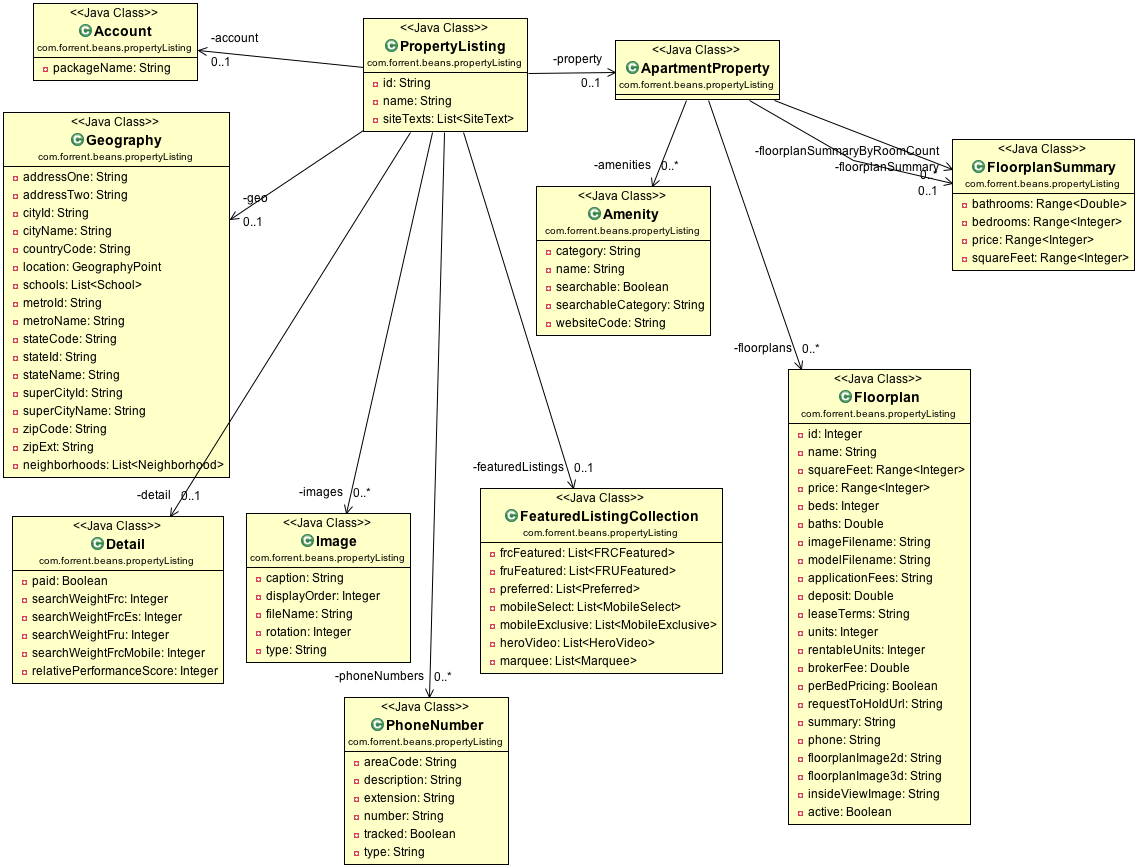 <<Java Class>>
Account
com.forrent.beans.propertyListing
packageName: String
-account
0..1
<<Java Class>>
PropertyListing
com.forrent.beans.propertyListing
id: String
name: String
siteTexts: List<SiteText>
-property
0..1
<<Java Class>>
ApartmentProperty
com.forrent.beans.propertyListing
<<Java Class>>
Geography
com.forrent.beans.propertyListing
addressOne: String
addressTwo: String
cityId: String
cityName: String
countryCode: String
location: GeographyPoint
schools: List<School>
metroId: String
metroName: String
stateCode: String
stateId: String
stateName: String
superCityId: String
superCityName: String
zipCode: String
zipExt: String
neighborhoods: List<Neighborhood>
-geo
0..1
-amenities 0..*
<<Java Class>>
Amenity
com.forrent.beans.propertyListing
category: String
name: String
searchable: Boolean
searchableCategory: String
websiteCode: String
-floorplanSummaryByRoomCount
0..*
-floorplanSummary
0..1
<<Java Class>>
FloorplanSummary
com.forrent.beans.propertyListing
bathrooms: Range<Double>
bedrooms: Range<Integer>
price: Range<Integer>
squareFeet: Range<Integer>
-floorplans 0..*
<<Java Class>>
Floorplan
com.forrent.beans.propertyListing
id: Integer
name: String
squareFeet: Range<Integer>
price: Range<Integer>
beds: Integer
baths: Double
imageFilename: String
modelFilename: String
applicationFees: String
deposit: Double
leaseTerms: String
units: Integer
rentableUnits: Integer
brokerFee: Double
perBedPricing: Boolean
requestToHoldUrl: String
summary: String
phone: String
floorplanImage2d: String
floorplanImage3d: String
insideViewImage: String
active: Boolean
-detail 0..1
<<Java Class>>
Detail
com.forrent.beans.propertyListing
paid: Boolean
searchWeightFrc: Integer
searchWeightFrcEs: Integer
searchWeightFru: Integer
searchWeightFrcMobile: Integer
relativePerformanceScore: Integer
-images 0..*
<<Java Class>>
Image
com.forrent.beans.propertyListing
caption: String
displayOrder: Integer
fileName: String
rotation: Integer
type: String
-featuredListings 0..1
<<Java Class>>
FeaturedListingCollection
com.forrent.beans.propertyListing
frcFeatured: List<FRCFeatured>
fruFeatured: List<FRUFeatured>
preferred: List<Preferred>
mobileSelect: List<MobileSelect>
mobileExclusive: List<MobileExclusive>
heroVideo: List<HeroVideo>
marquee: List<Marquee>
-phoneNumbers 0..*
<<Java Class>>
PhoneNumber
com.forrent.beans.propertyListing
areaCode: String
description: String
extension: String
number: String
tracked: Boolean
type: String